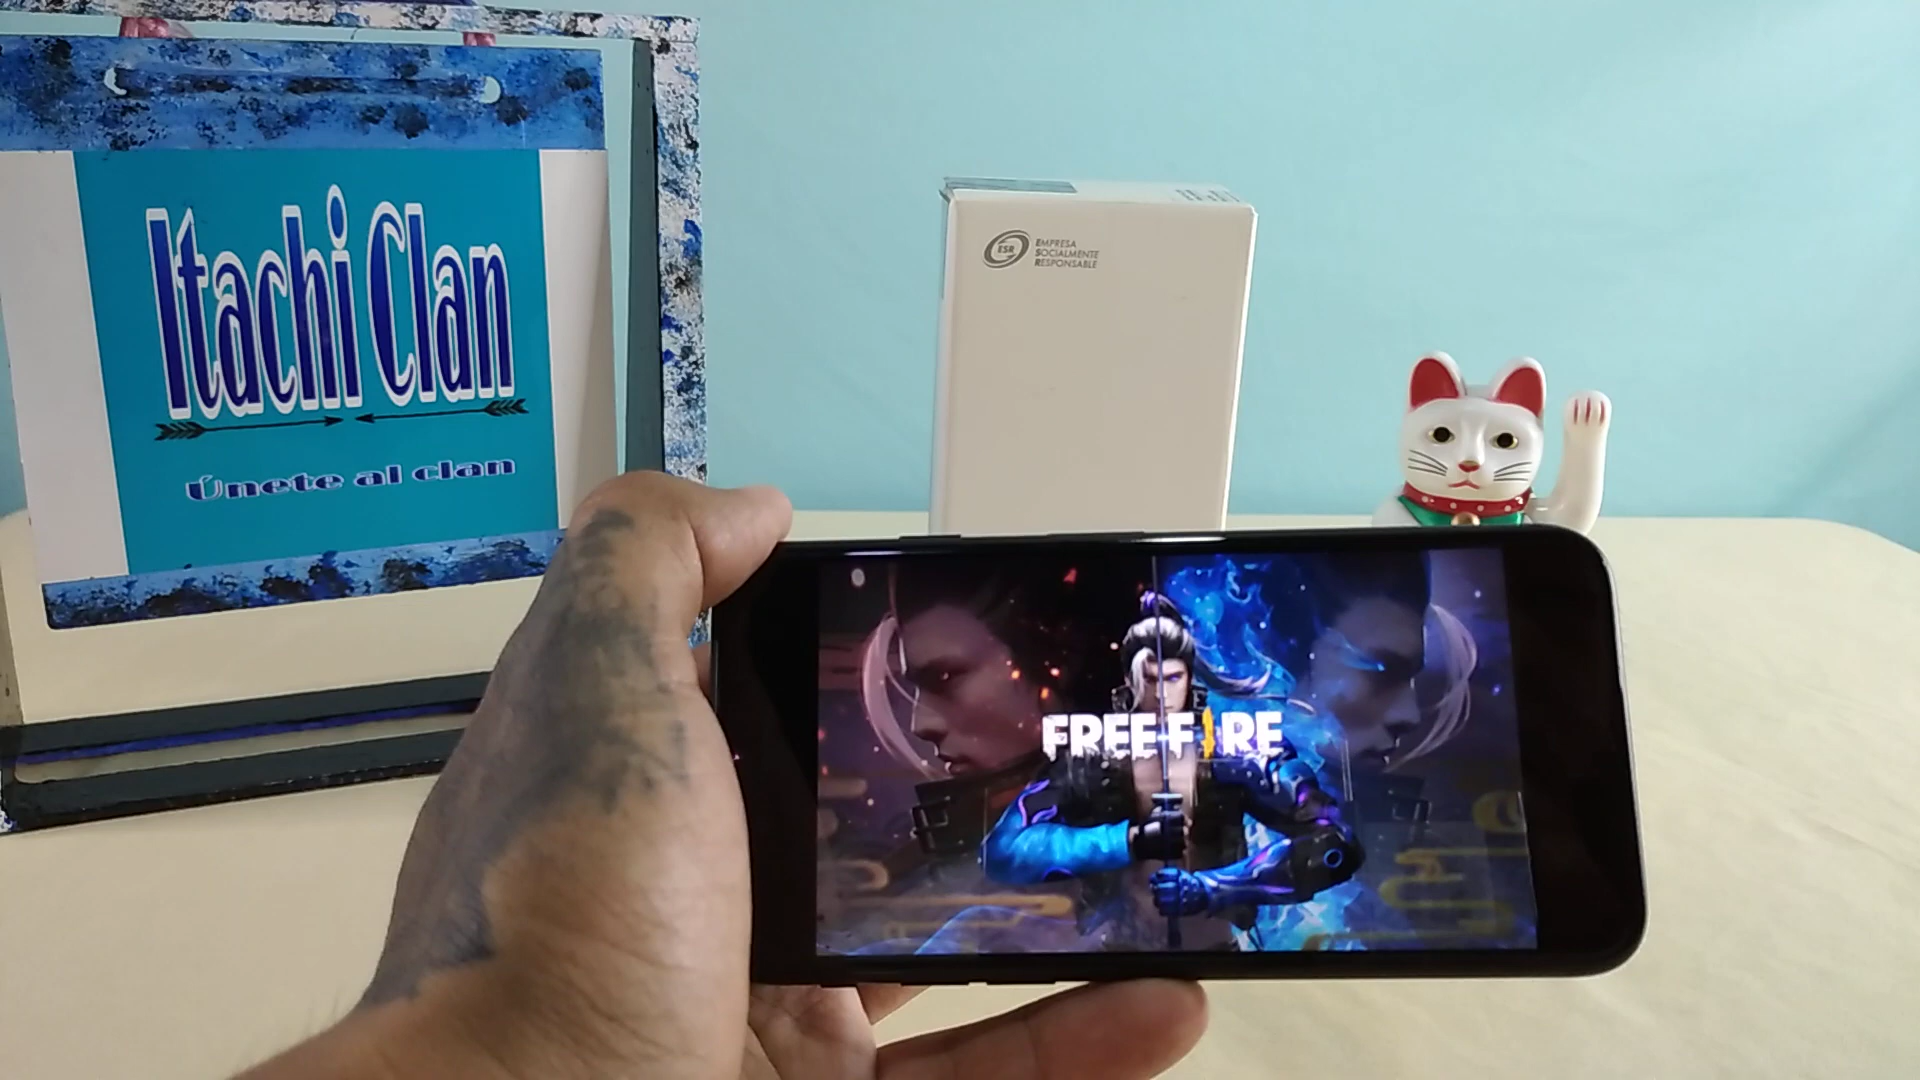 Itachi Clan
Únete al clan
ESR
EMPRESA
SOCIALMENTE
RESPONSABLE
FREE FIRE